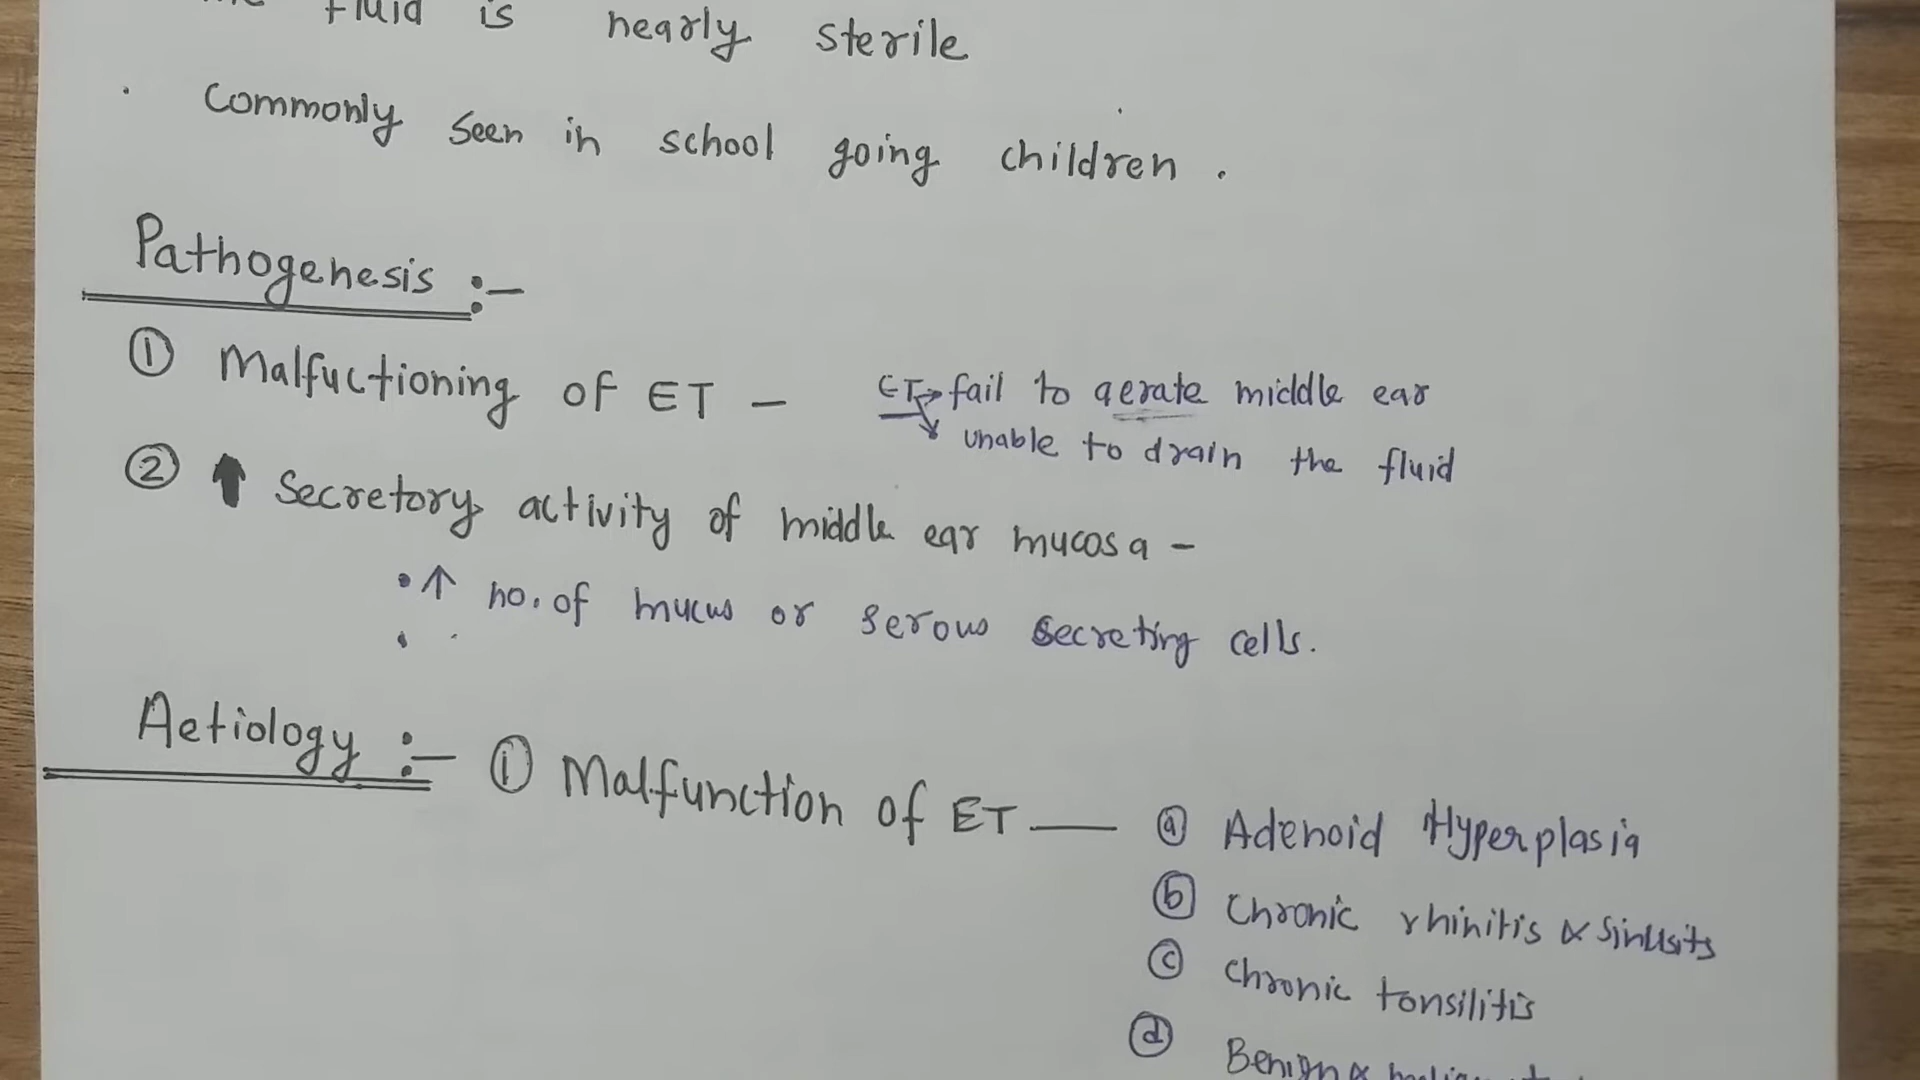 fluid is nearly sterile
. Commonly seen in school going children .
Pathogenesis :-
① Malfuctioning of ET - ET→ fail to aerate middle ear
↘ unable to drain the fluid
② ↑ Secretory activity of middle ear mucosa -
• ↑ no. of mucus or serous secreting cells.
•
Aetiology :- ① Malfunction of ET — ⓐ Adenoid Hyperplasia
ⓑ Chronic rhinitis & Sinusits
ⓒ Chronic tonsilitis
ⓓ Benign &